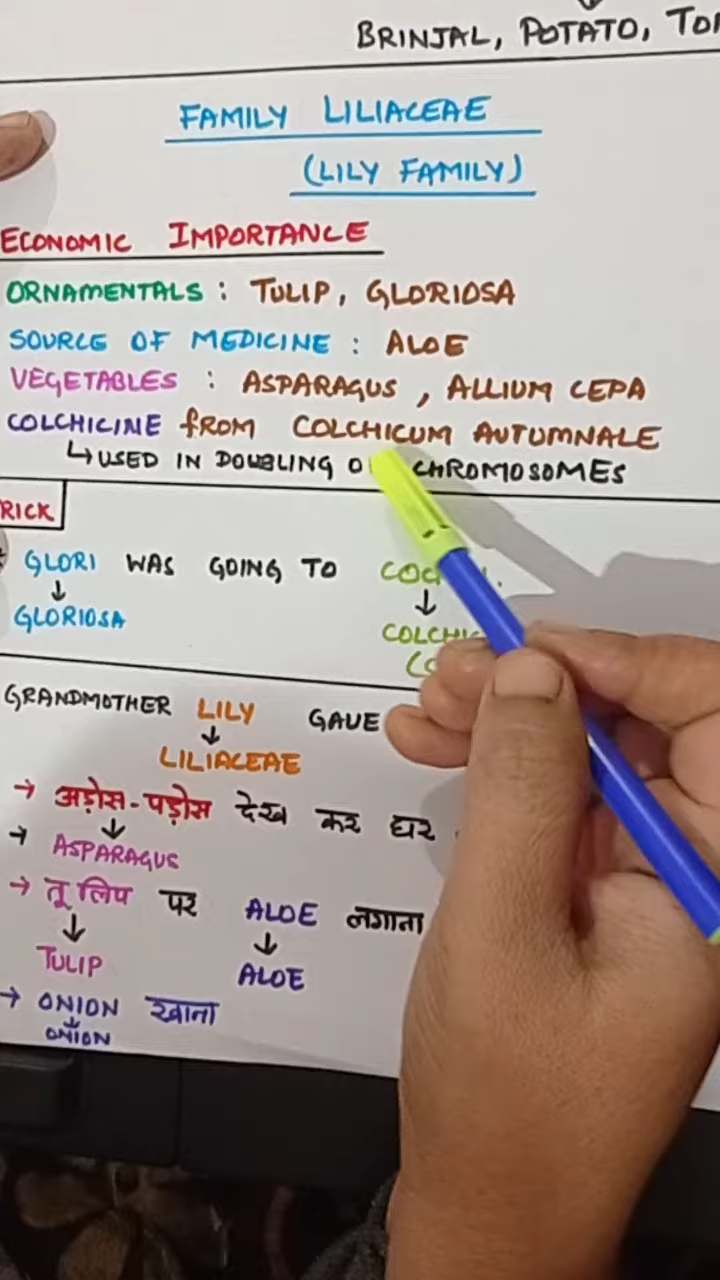 BRINJAL, POTATO,
FAMILY LILIACEAE
(LILY FAMILY)
ECONOMIC IMPORTANCE
ORNAMENTALS : TULIP, GLORIOSA
SOURCE OF MEDICINE : ALOE
VEGETABLES : ASPARAGUS, ALLIUM CEPA
COLCHICINE FROM COLCHICUM AUTUMNALE
↳ USED IN DOUBLING CHROMOSOMES
GLORI WAS GOING TO
↓ ↓
GLORIOSA
GRANDMOTHER LILY GAVE
↓
LILIACEAE
→ अड़ोस-पड़ोस देख कर घर
↓
→ ASPARAGUS
→ तू लिप पर ALOE लगाना
↓ ↓
TULIP ALOE
→ ONION खाना
↓
ONION